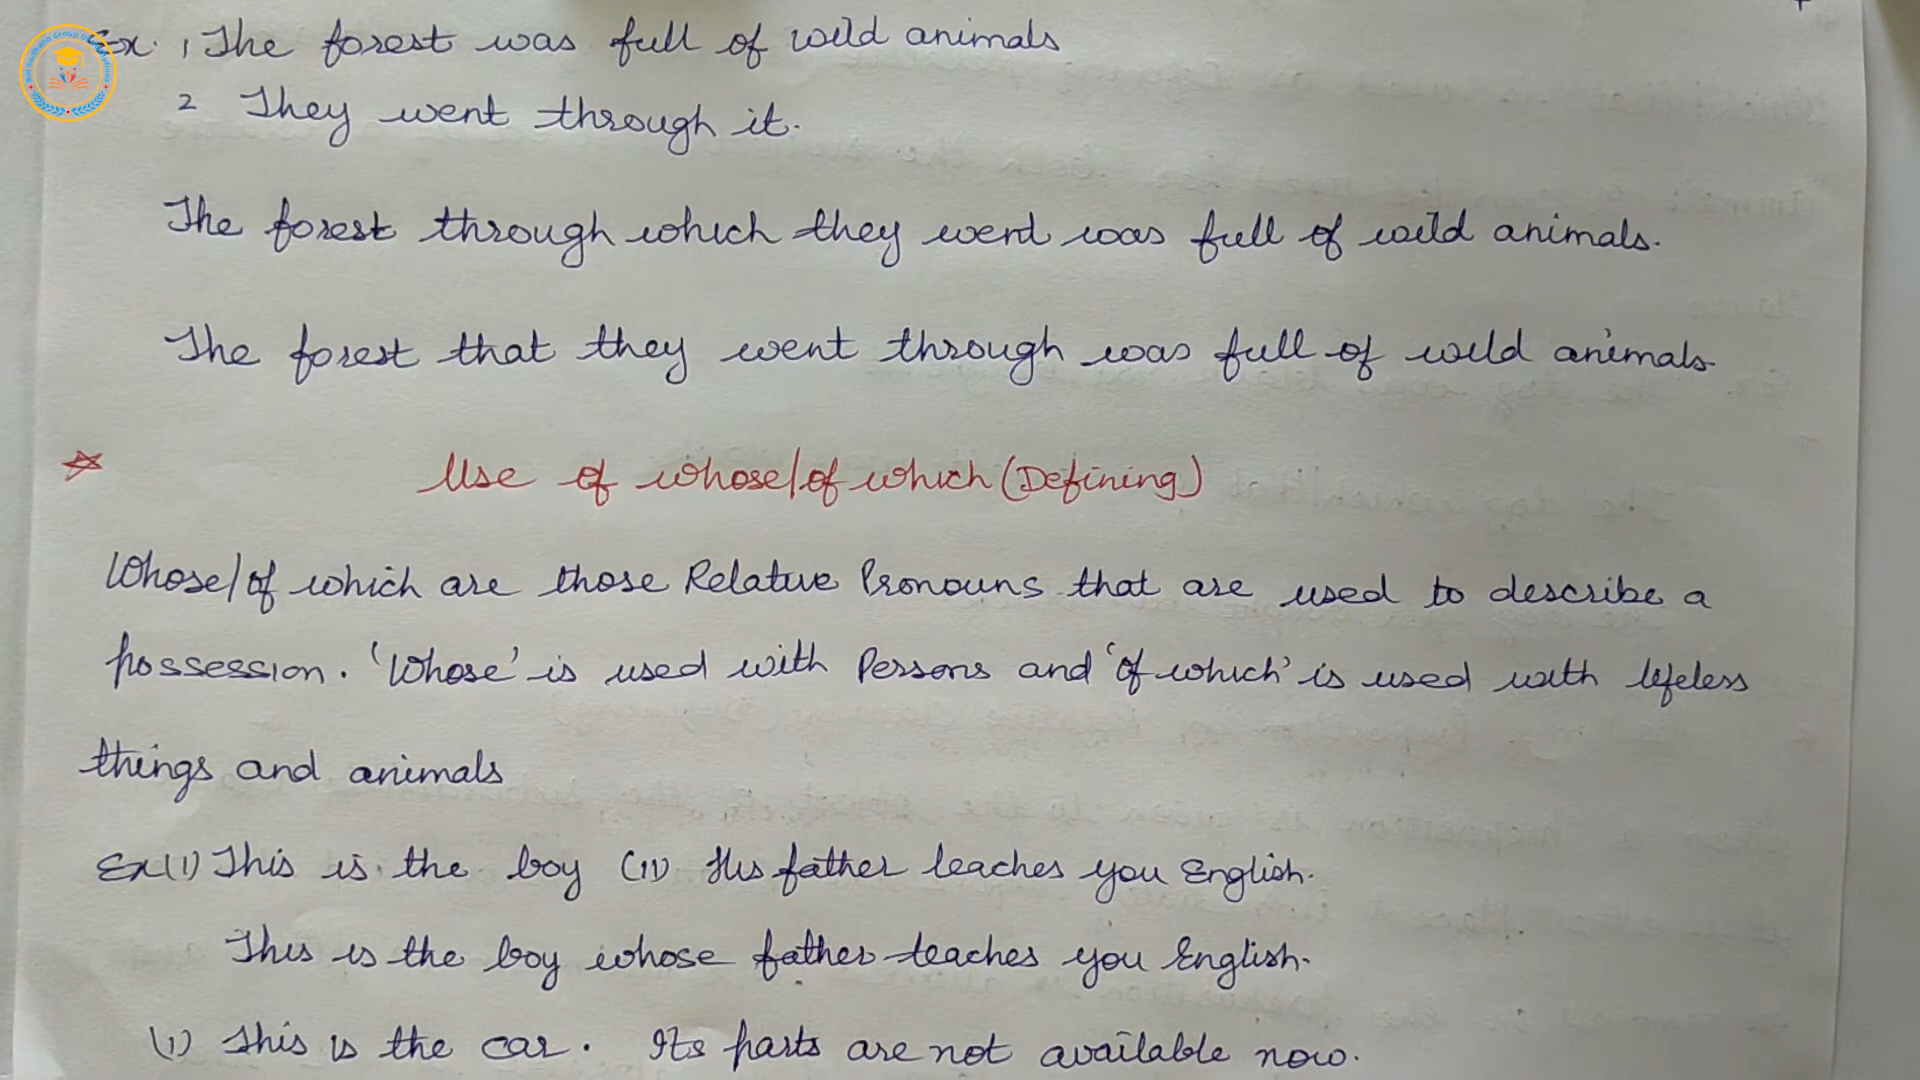 Ex. 1 The forest was full of wild animals
2 They went through it.
The forest through which they went was full of wild animals.
The forest that they went through was full of wild animals.
Use of whose/of which (Defining)
Whose/of which are those Relative Pronouns that are used to describe a
possession. 'Whose' is used with Persons and 'of which' is used with lifeless
things and animals
Ex (i) This is the boy (ii) His father teaches you English.
This is the boy whose father teaches you English.
(i) This is the car. Its parts are not available now.